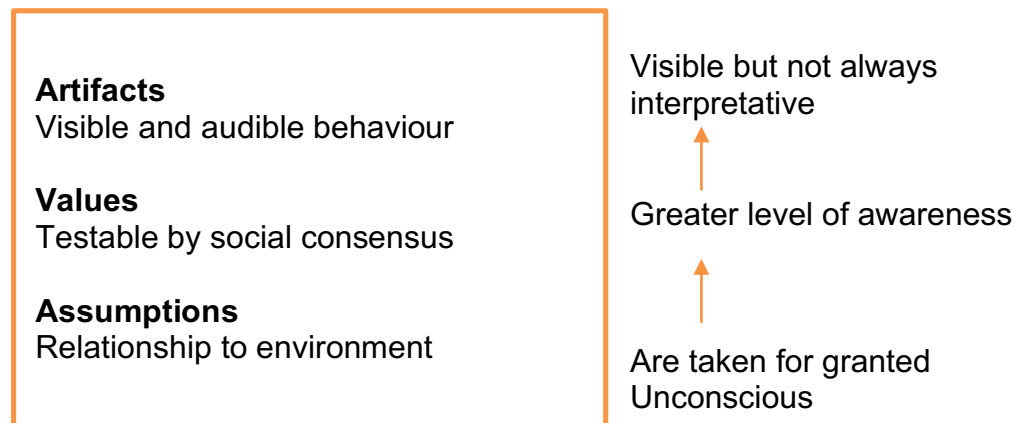 Artifacts
Visible and audible behaviour
Values
Testable by social consensus
Assumptions
Relationship to environment
Visible but not always
interpretative
Greater level of awareness
Are taken for granted
Unconscious